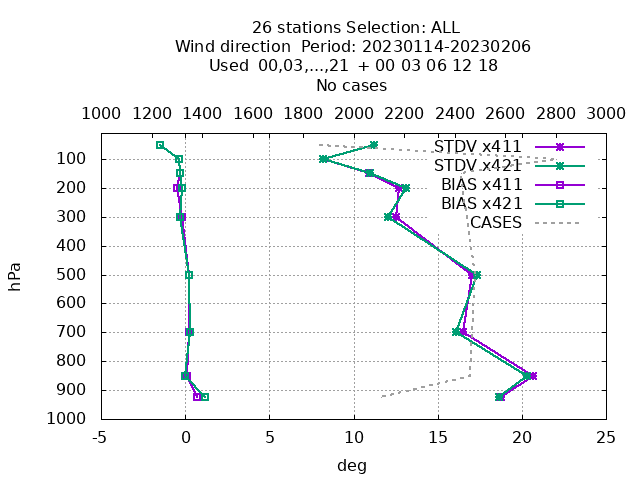 26 stations Selection: ALL
Wind direction  Period: 20230114-20230206
Used  00,03,...,21  + 00 03 06 12 18
No cases
1000 1200 1400 1600 1800 2000 2200 2400 2600 2800 3000
STDV x411
STDV x421
BIAS x411
BIAS x421
CASES
100
200
300
400
500
600
700
800
900
1000
hPa
-5 0 5 10 15 20 25
deg